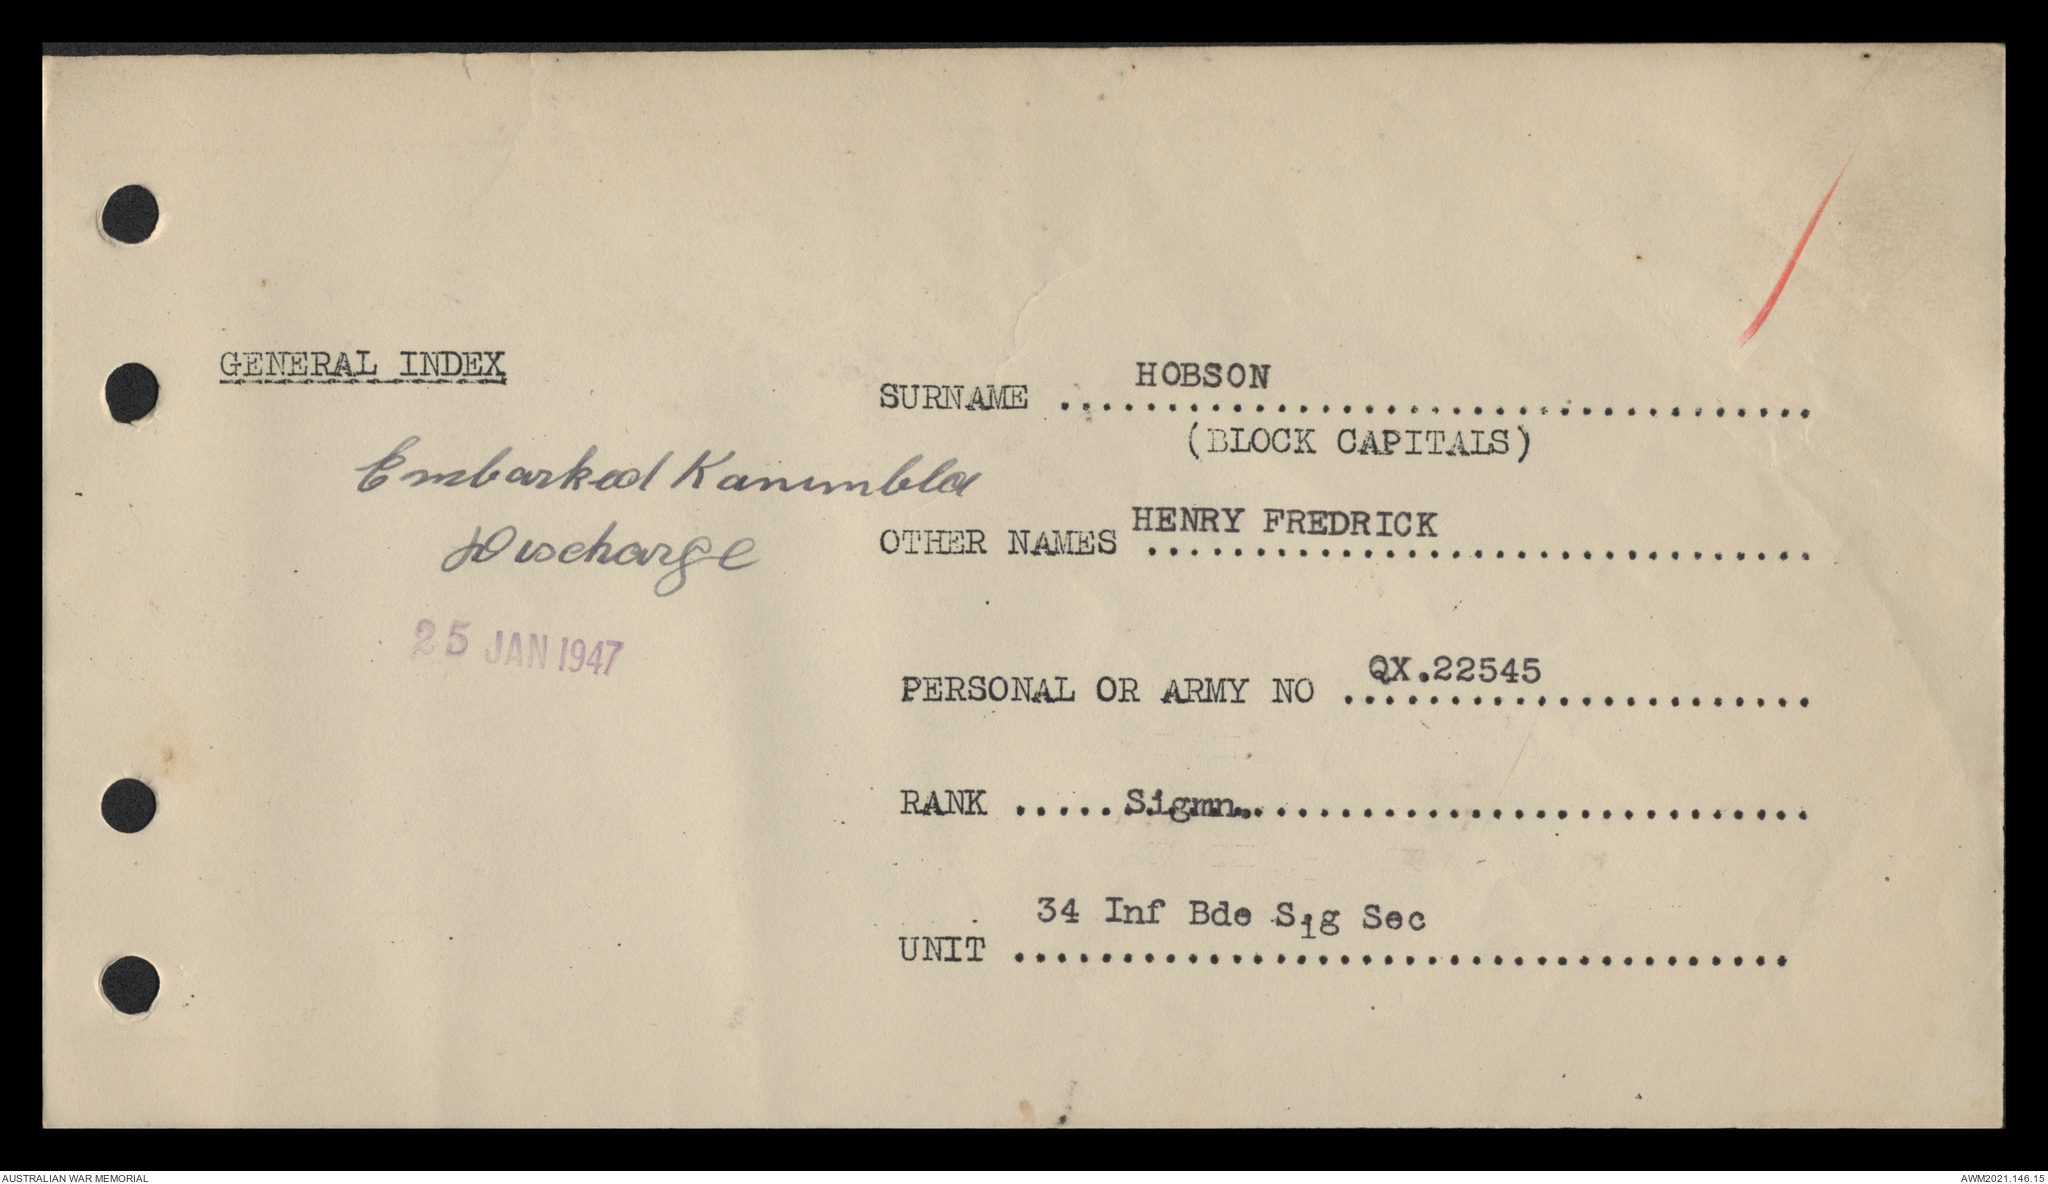 GENERAL INDEX
SURNAME ..... HOBSON .....
(BLOCK CAPITALS)
Embarked Kanimbla
Discharge
25 JAN 1947
OTHER NAMES HENRY FREDRICK .....
PERSONAL OR ARMY NO QX.22545 .....
RANK ..... Sigmn. .....
UNIT 34 Inf Bde Sig Sec .....
AUSTRALIAN WAR MEMORIAL
AWM2021.146.15